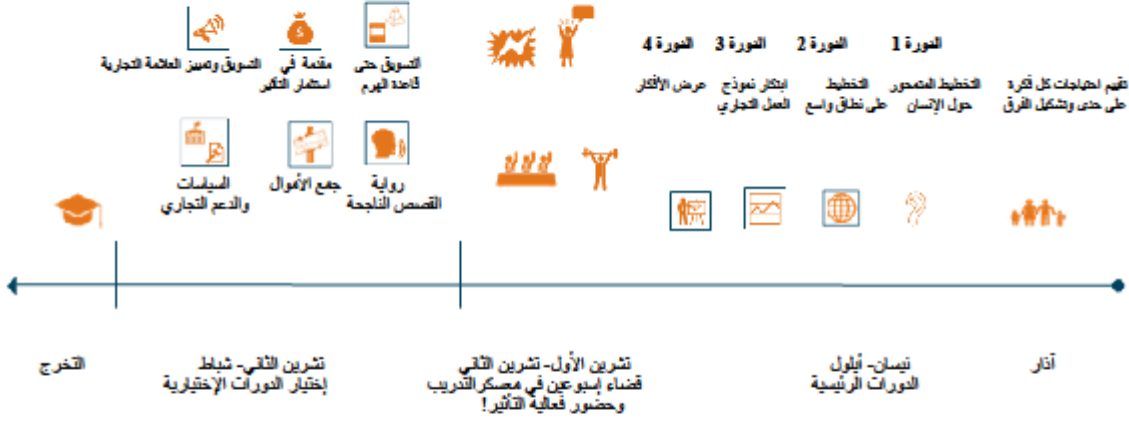 التسويق وتمييز العلامة التجارية
مقدمة في
استثمار التأثير
التسويق حتى
قاعدة الهرم
السياسات
والدعم التجاري
جمع الأموال
رواية
القصص الناجحة
الدورة 4
عرض الأفكار
الدورة 3
ابتكار نموذج
العمل التجاري
الدورة 2
التخطيط
على نطاق واسع
الدورة 1
التخطيط المتمحور
حول الإنسان
تقييم احتياجات كل فكرة
على حدى وتشكيل الفرق
آذار
نيسان- أيلول
الدورات الرئيسية
تشرين الأول- تشرين الثاني
قضاء إسبوعين في معسكر التدريب
وحضور فعالية التأثير!
تشرين الثاني- شباط
إختيار الدورات الإختيارية
التخرج